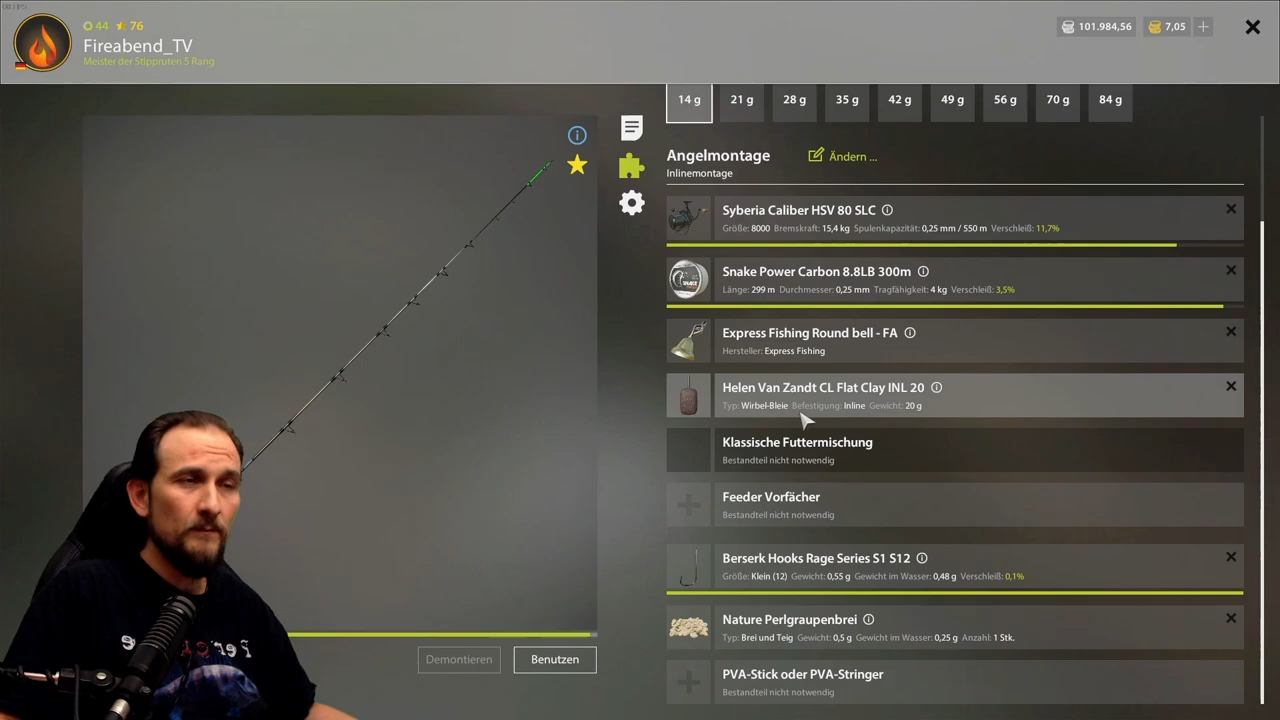 44 76
Fireabend_TV
Meister der Stippruten 5 Rang
101.984,56
7,05
14 g
21 g
28 g
35 g
42 g
49 g
56 g
70 g
84 g
Angelmontage
Ändern ...
Inlinemontage
Syberia Caliber HSV 80 SLC
Größe: 8000 Bremskraft: 15,4 kg Spulenkapazität: 0,25 mm / 550 m Verschleiß: 11,7%
Snake Power Carbon 8.8LB 300m
Länge: 299 m Durchmesser: 0,25 mm Tragfähigkeit: 4 kg Verschleiß: 3,5%
Express Fishing Round bell - FA
Hersteller: Express Fishing
Helen Van Zandt CL Flat Clay INL 20
Typ: Wirbel-Bleie Befestigung: Inline Gewicht: 20 g
Klassische Futtermischung
Bestandteil nicht notwendig
Feeder Vorfächer
Bestandteil nicht notwendig
Berserk Hooks Rage Series S1 S12
Größe: Klein (12) Gewicht: 0,55 g Gewicht im Wasser: 0,48 g Verschleiß: 0,1%
Nature Perlgraupenbrei
Typ: Brei und Teig Gewicht: 0,5 g Gewicht im Wasser: 0,25 g Anzahl: 1 Stk.
PVA-Stick oder PVA-Stringer
Bestandteil nicht notwendig
Demontieren
Benutzen